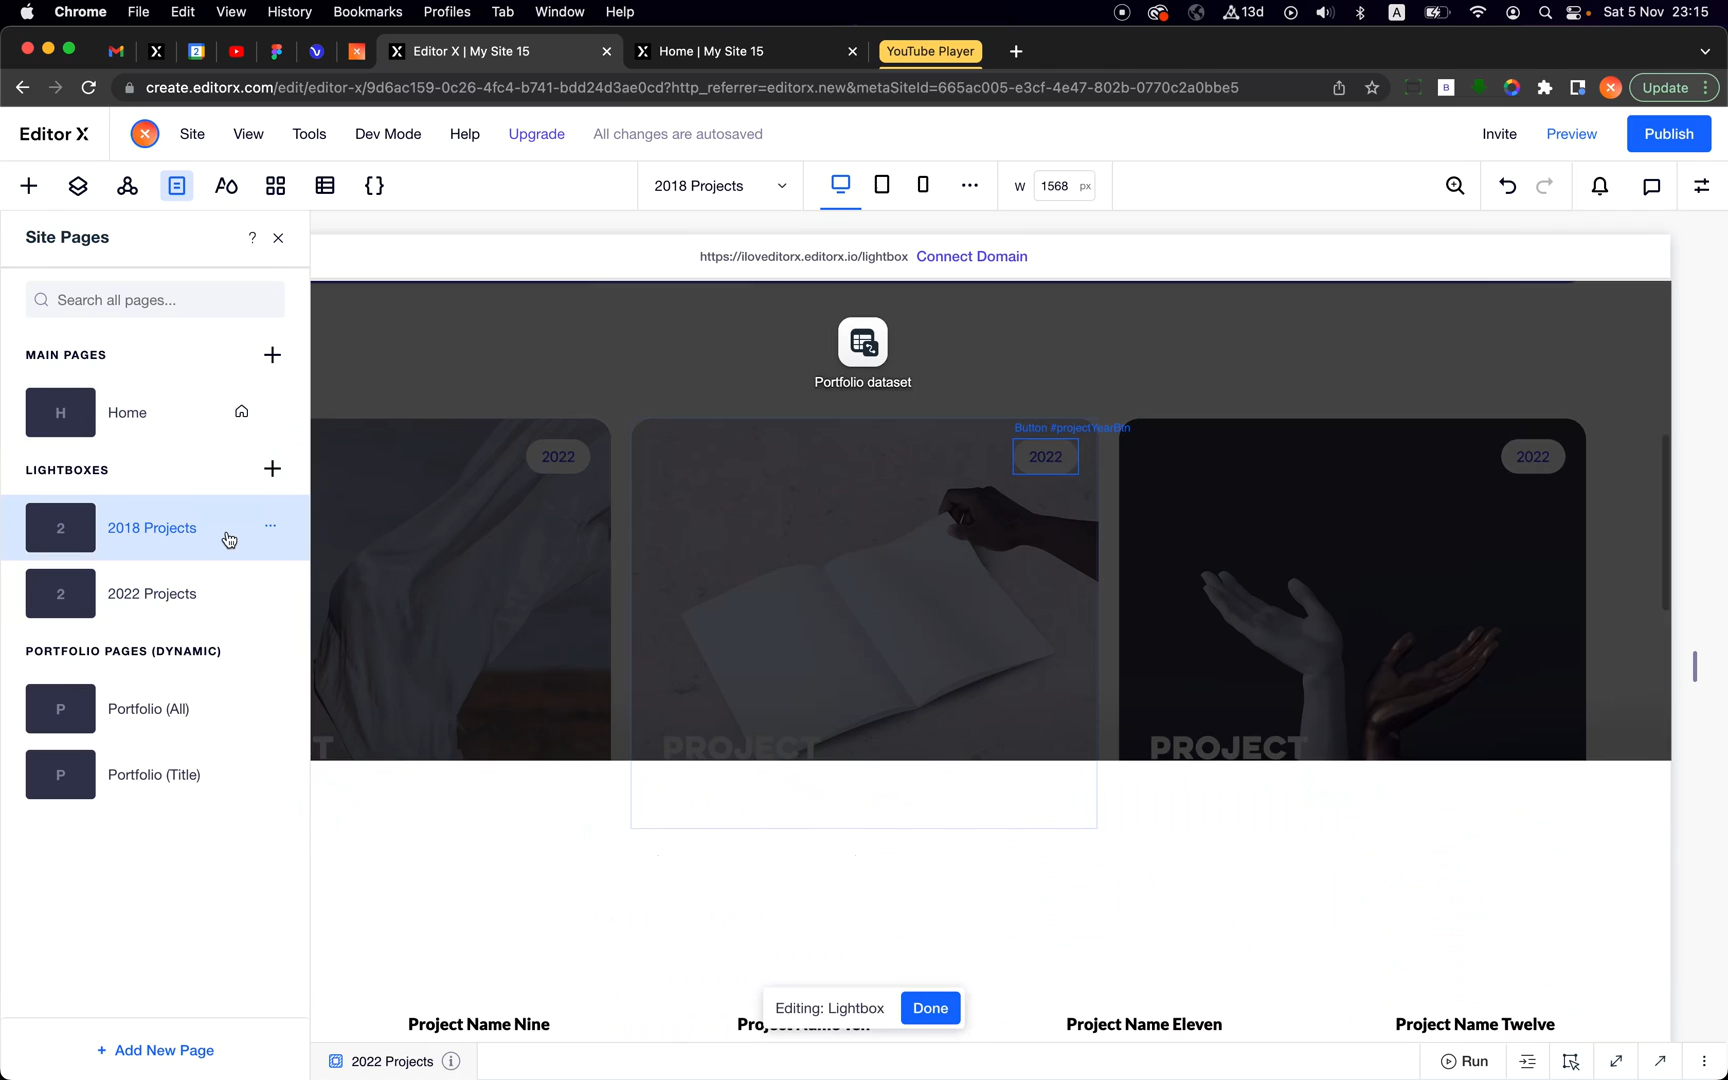 Chrome File Edit View History Bookmarks Profiles Tab Window Help 13d A Sat 5 Nov 23:15
Editor X | My Site 15 Home | My Site 15 YouTube Player
create.editorx.com/edit/editor-x/9d6ac159-0c26-4fc4-b741-bdd24d3ae0cd?http_referrer=editorx.new&metaSiteId=665ac005-e3cf-4e47-802b-0770c2a0bbe5 Update
Editor X Site View Tools Dev Mode Help Upgrade All changes are autosaved Invite Preview Publish
2018 Projects W 1568 px
Site Pages ?
https://iloveditorx.editorx.io/lightbox Connect Domain
Search all pages...
MAIN PAGES
Portfolio dataset
H Home
Button #projectYearBtn
2022 2022 2022
LIGHTBOXES
2 2018 Projects
2 2022 Projects
PORTFOLIO PAGES (DYNAMIC)
P Portfolio (All)
T PROJECT PROJECT
P Portfolio (Title)
Editing: Lightbox Done
Project Name Nine Project Name Eleven Project Name Twelve
+ Add New Page
2022 Projects Run